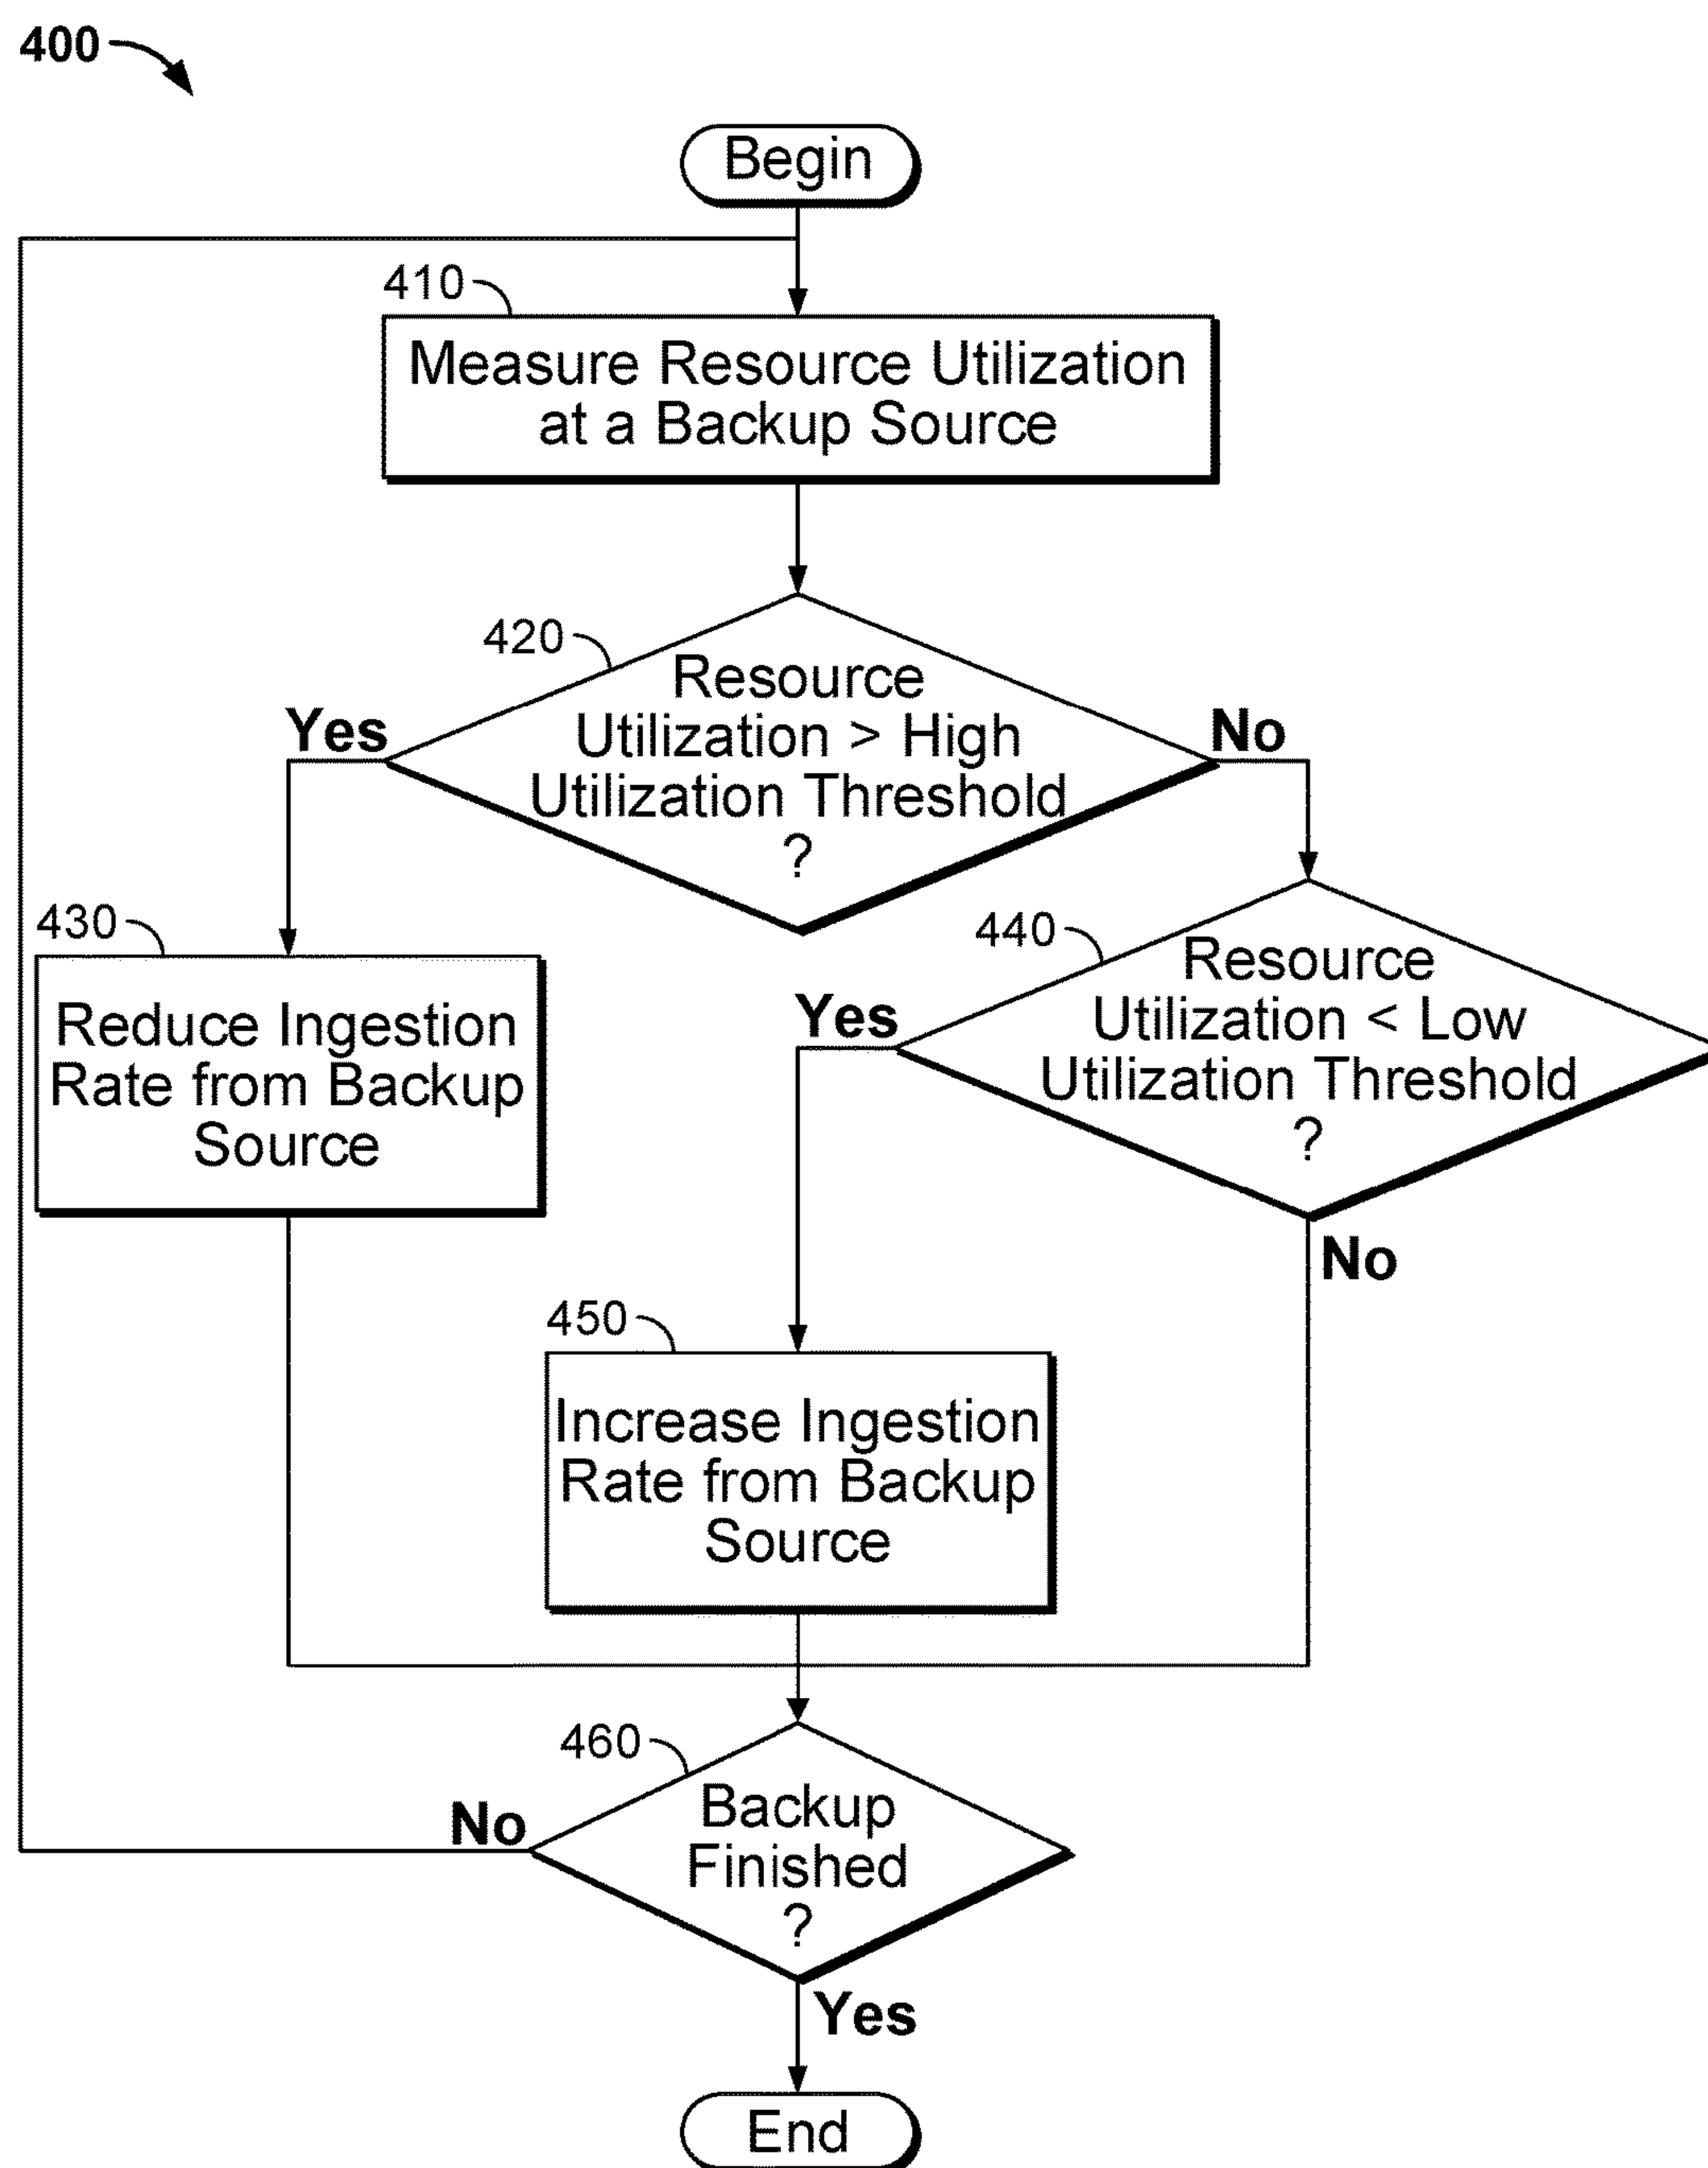 400
Begin
410
Measure Resource Utilization
at a Backup Source
420
Resource
Utilization > High
Utilization Threshold
?
Yes
No
430
Reduce Ingestion
Rate from Backup
Source
440
Resource
Utilization < Low
Utilization Threshold
?
Yes
No
450
Increase Ingestion
Rate from Backup
Source
460
Backup
Finished
?
No
Yes
End